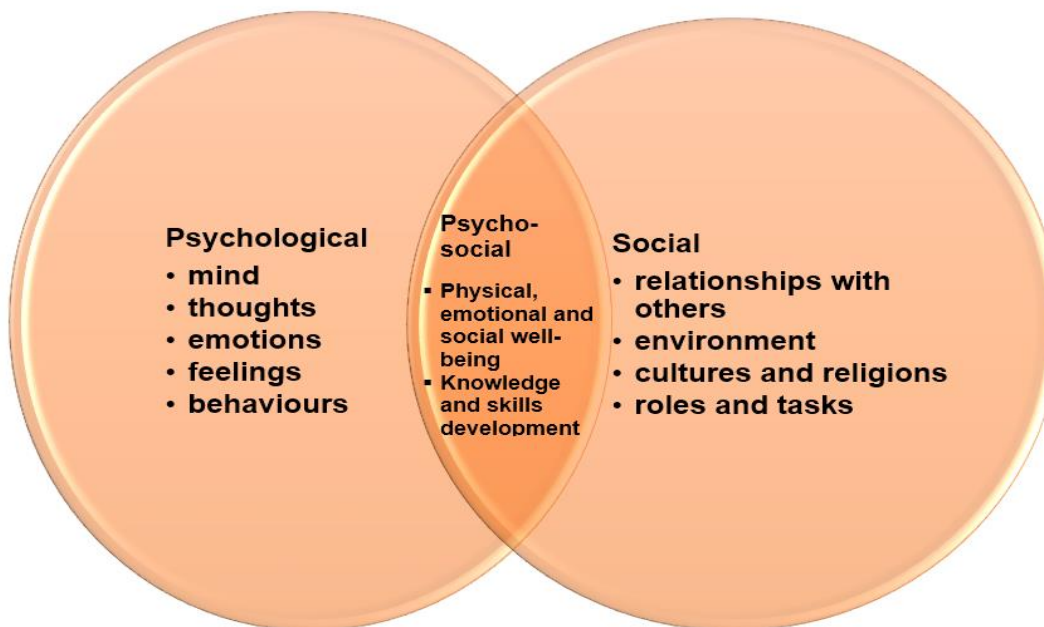 Psychological
• mind
• thoughts
• emotions
• feelings
• behaviours
Psycho-
social
▪ Physical,
emotional and
social well-
being
▪ Knowledge
and skills
development
Social
• relationships with
others
• environment
• cultures and religions
• roles and tasks